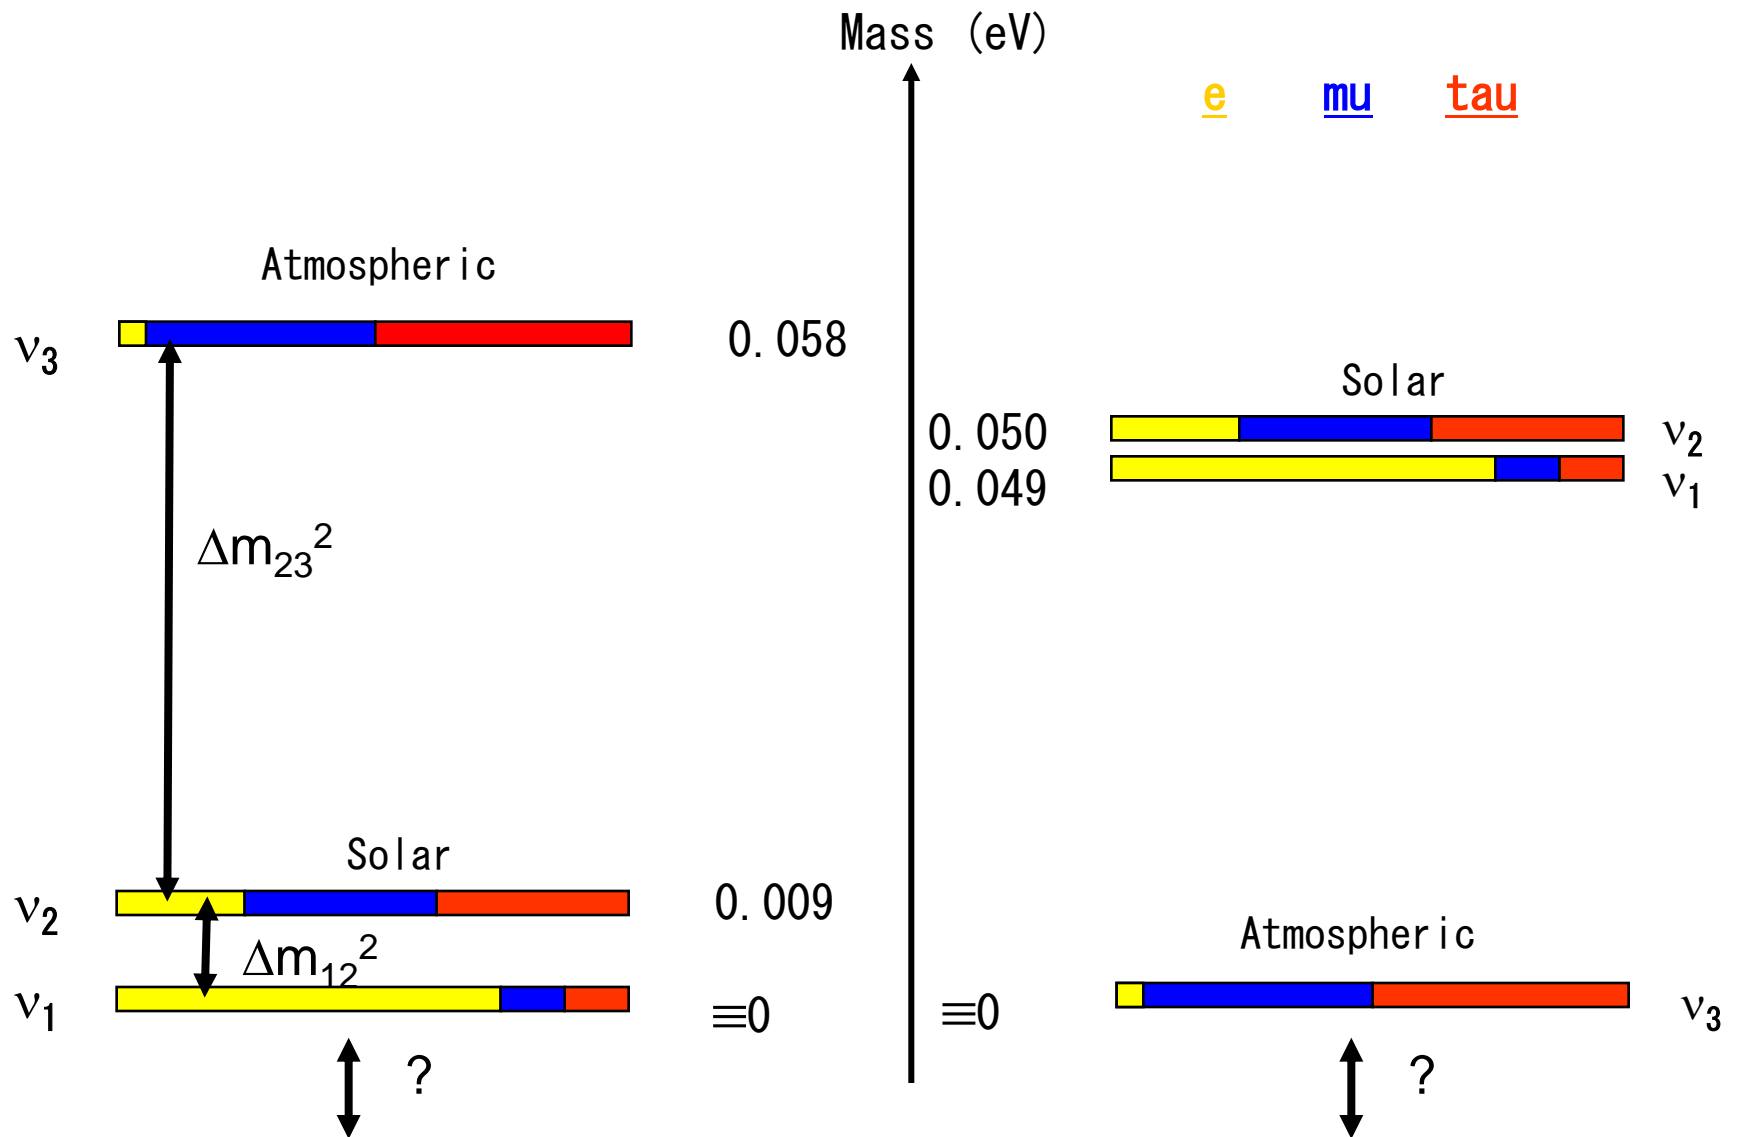 Mass (eV)
e mu tau
Atmospheric
ν3
0.058
Solar
0.050
ν2
0.049
ν1
Δm23²
Solar
ν2
0.009
Δm12²
Atmospheric
ν1
≡0
≡0
ν3
?
?